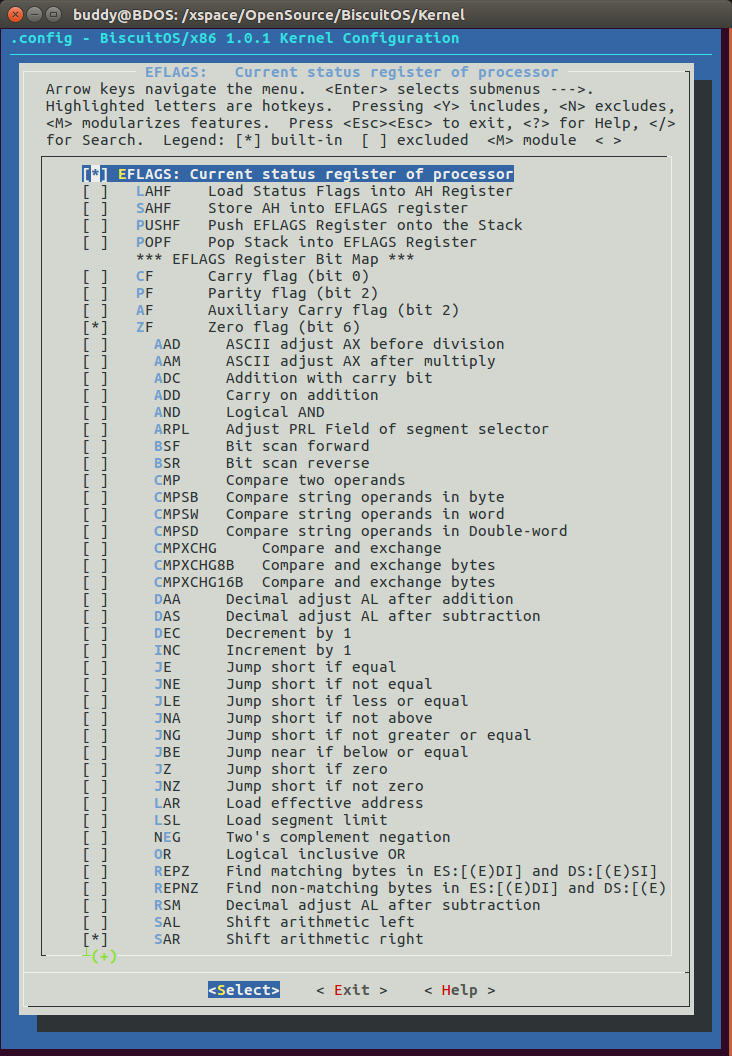 buddy@BDOS: /xspace/OpenSource/BiscuitOS/Kernel
.config - BiscuitOS/x86 1.0.1 Kernel Configuration
EFLAGS:   Current status register of processor
Arrow keys navigate the menu.  <Enter> selects submenus --->.
Highlighted letters are hotkeys.  Pressing <Y> includes, <N> excludes,
<M> modularizes features.  Press <Esc><Esc> to exit, <?> for Help, </>
for Search.  Legend: [*] built-in  [ ] excluded  <M> module  < >
[*] EFLAGS: Current status register of processor
[ ]   LAHF    Load Status Flags into AH Register
[ ]   SAHF    Store AH into EFLAGS register
[ ]   PUSHF   Push EFLAGS Register onto the Stack
[ ]   POPF    Pop Stack into EFLAGS Register
*** EFLAGS Register Bit Map ***
[ ]   CF      Carry flag (bit 0)
[ ]   PF      Parity flag (bit 2)
[ ]   AF      Auxiliary Carry flag (bit 2)
[*]   ZF      Zero flag (bit 6)
[ ]     AAD     ASCII adjust AX before division
[ ]     AAM     ASCII adjust AX after multiply
[ ]     ADC     Addition with carry bit
[ ]     ADD     Carry on addition
[ ]     AND     Logical AND
[ ]     ARPL    Adjust PRL Field of segment selector
[ ]     BSF     Bit scan forward
[ ]     BSR     Bit scan reverse
[ ]     CMP     Compare two operands
[ ]     CMPSB   Compare string operands in byte
[ ]     CMPSW   Compare string operands in word
[ ]     CMPSD   Compare string operands in Double-word
[ ]     CMPXCHG     Compare and exchange
[ ]     CMPXCHG8B   Compare and exchange bytes
[ ]     CMPXCHG16B  Compare and exchange bytes
[ ]     DAA     Decimal adjust AL after addition
[ ]     DAS     Decimal adjust AL after subtraction
[ ]     DEC     Decrement by 1
[ ]     INC     Increment by 1
[ ]     JE      Jump short if equal
[ ]     JNE     Jump short if not equal
[ ]     JLE     Jump short if less or equal
[ ]     JNA     Jump short if not above
[ ]     JNG     Jump short if not greater or equal
[ ]     JBE     Jump near if below or equal
[ ]     JZ      Jump short if zero
[ ]     JNZ     Jump short if not zero
[ ]     LAR     Load effective address
[ ]     LSL     Load segment limit
[ ]     NEG     Two's complement negation
[ ]     OR      Logical inclusive OR
[ ]     REPZ    Find matching bytes in ES:[(E)DI] and DS:[(E)SI]
[ ]     REPNZ   Find non-matching bytes in ES:[(E)DI] and DS:[(E)
[ ]     RSM     Decimal adjust AL after subtraction
[ ]     SAL     Shift arithmetic left
[*]     SAR     Shift arithmetic right
┴(+)
<Select>    < Exit >    < Help >